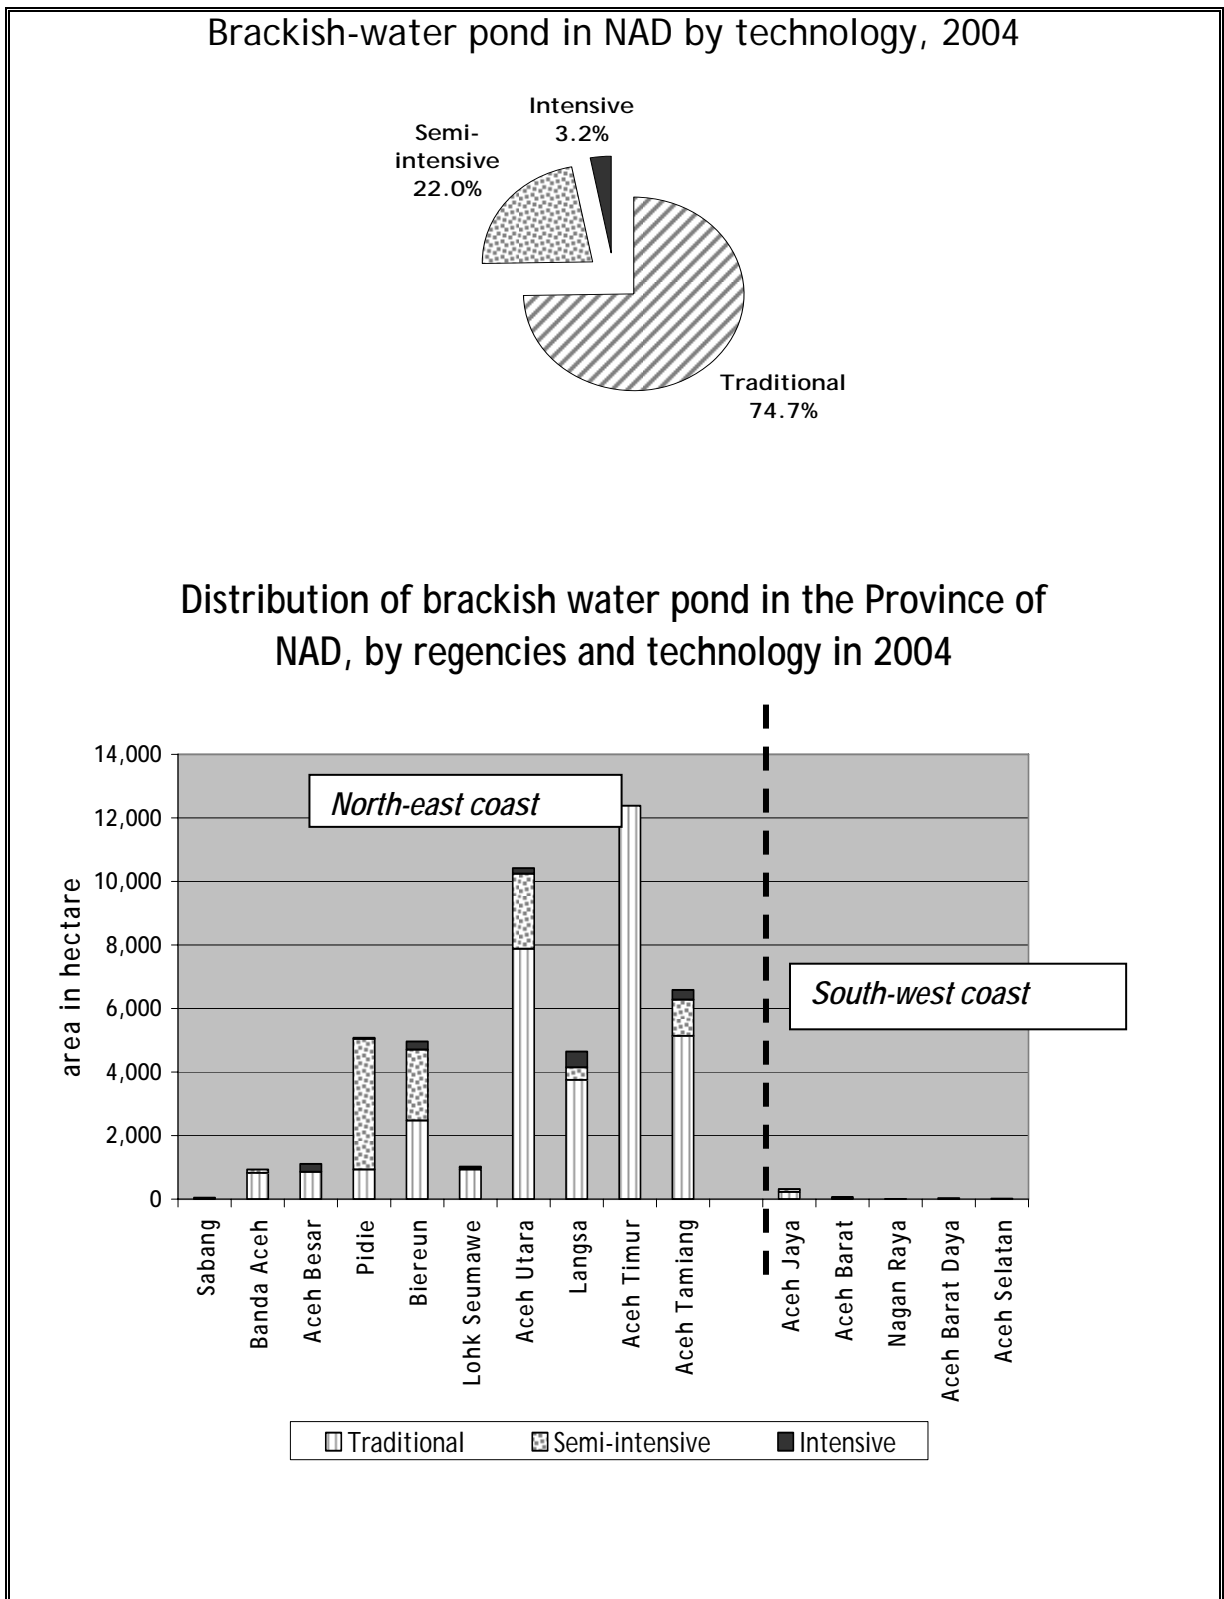 Brackish-water pond in NAD by technology, 2004
Intensive
3.2%
Semi-
intensive
22.0%
Traditional
74.7%
Distribution of brackish water pond in the Province of
NAD, by regencies and technology in 2004
14,000
12,000
10,000
8,000
6,000
4,000
2,000
0
area in hectare
North-east coast
South-west coast
Sabang
Banda Aceh
Aceh Besar
Pidie
Biereun
Lohk Seumawe
Aceh Utara
Langsa
Aceh Timur
Aceh Tamiang
Aceh Jaya
Aceh Barat
Nagan Raya
Aceh Barat Daya
Aceh Selatan
Traditional
Semi-intensive
Intensive